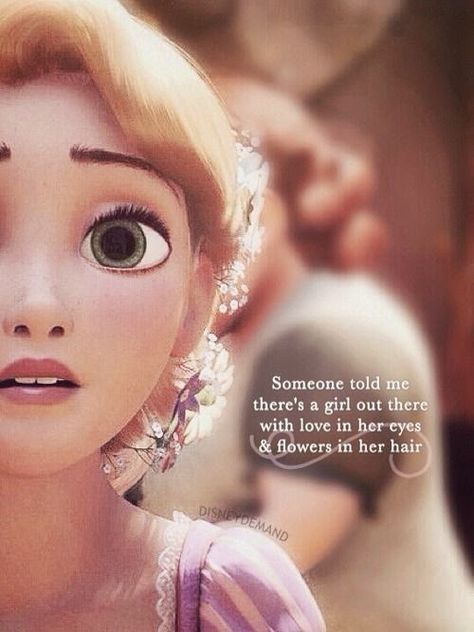 Someone told me
there's a girl out there
with love in her eyes
& flowers in her hair
DISNEYDEMAND